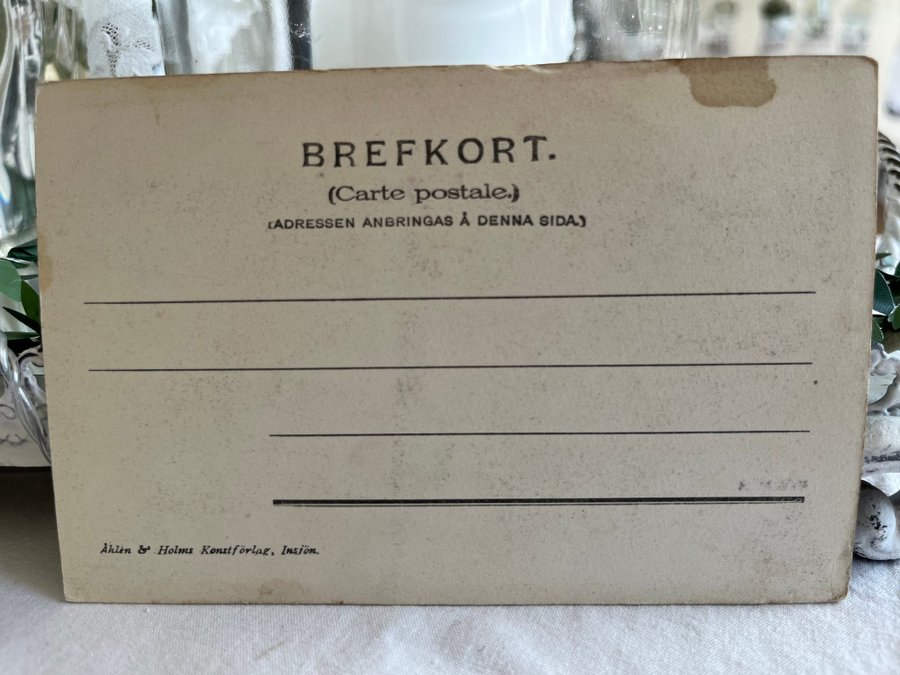 BREFKORT.
(Carte postale.)
(ADRESSEN ANBRINGAS Å DENNA SIDA.)
Åhlén & Holms Konstförlag, Insjön.